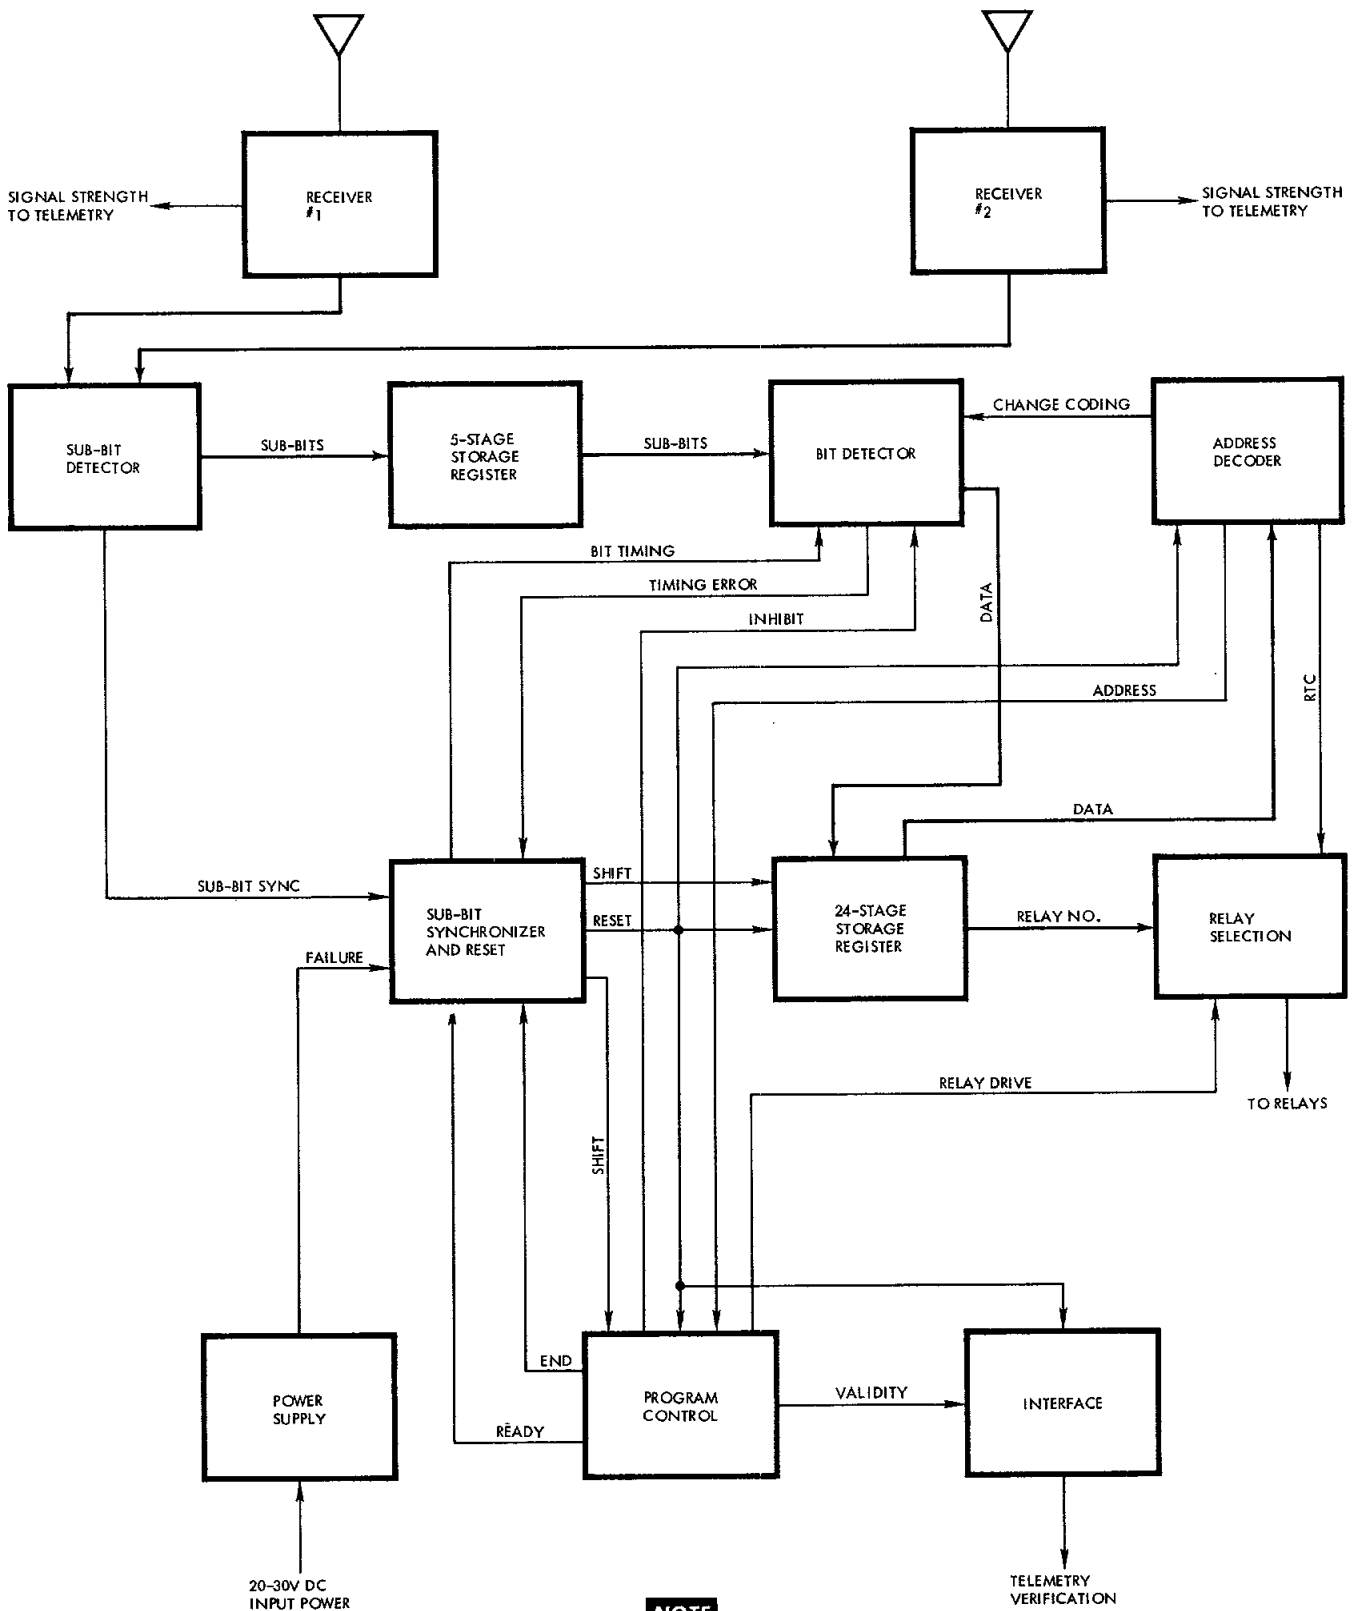 SIGNAL STRENGTH
TO TELEMETRY
RECEIVER
#1
RECEIVER
#2
SIGNAL STRENGTH
TO TELEMETRY
SUB-BIT
DETECTOR
SUB-BITS
5-STAGE
STORAGE
REGISTER
SUB-BITS
BIT DETECTOR
CHANGE CODING
ADDRESS
DECODER
BIT TIMING
TIMING ERROR
INHIBIT
DATA
ADDRESS
RTC
DATA
SUB-BIT SYNC
SUB-BIT
SYNCHRONIZER
AND RESET
SHIFT
RESET
24-STAGE
STORAGE
REGISTER
RELAY NO.
RELAY
SELECTION
FAILURE
SHIFT
RELAY DRIVE
TO RELAYS
END
READY
POWER
SUPPLY
PROGRAM
CONTROL
VALIDITY
INTERFACE
20-30V DC
INPUT POWER
TELEMETRY
VERIFICATION
NOTE